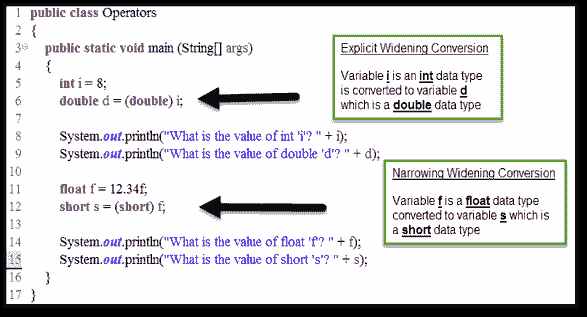 1 public class Operators
2 {
3 public static void main (String[] args)
4 {
5 int i = 8;
6 double d = (double) i;
7
8 System.out.println("What is the value of int 'i'? " + i);
9 System.out.println("What is the value of double 'd'? " + d);
10
11 float f = 12.34f;
12 short s = (short) f;
13
14 System.out.println("What is the value of float 'f'? " + f);
15 System.out.println("What is the value of short 's'? " + s);
16 }
17 }
Explicit Widening Conversion
Variable i is an int data type
is converted to variable d
which is a double data type
Narrowing Widening Conversion
Variable f is a float data type
converted to variable s which is
a short data type